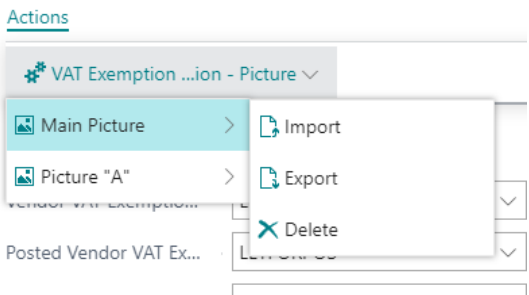 Actions
VAT Exemption ...ion - Picture
Main Picture
Import
Picture "A"
Export
Delete
Vendor VAT Exemptio...
Posted Vendor VAT Ex...